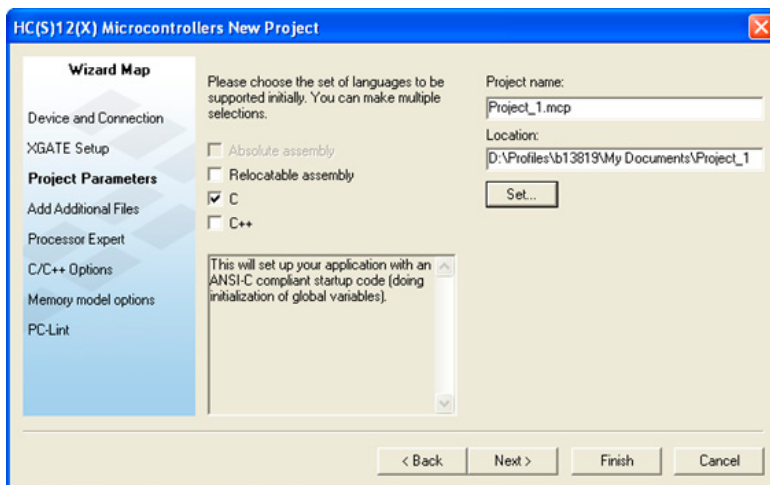 HC(S)12(X) Microcontrollers New Project
Wizard Map
Device and Connection
XGATE Setup
Project Parameters
Add Additional Files
Processor Expert
C/C++ Options
Memory model options
PC-Lint
Please choose the set of languages to be
supported initially. You can make multiple
selections.
Absolute assembly
Relocatable assembly
C
C++
This will set up your application with an
ANSI-C compliant startup code (doing
initialization of global variables).
Project name:
Project_1.mcp
Location:
D:\Profiles\b13819\My Documents\Project_1
Set...
< Back
Next >
Finish
Cancel